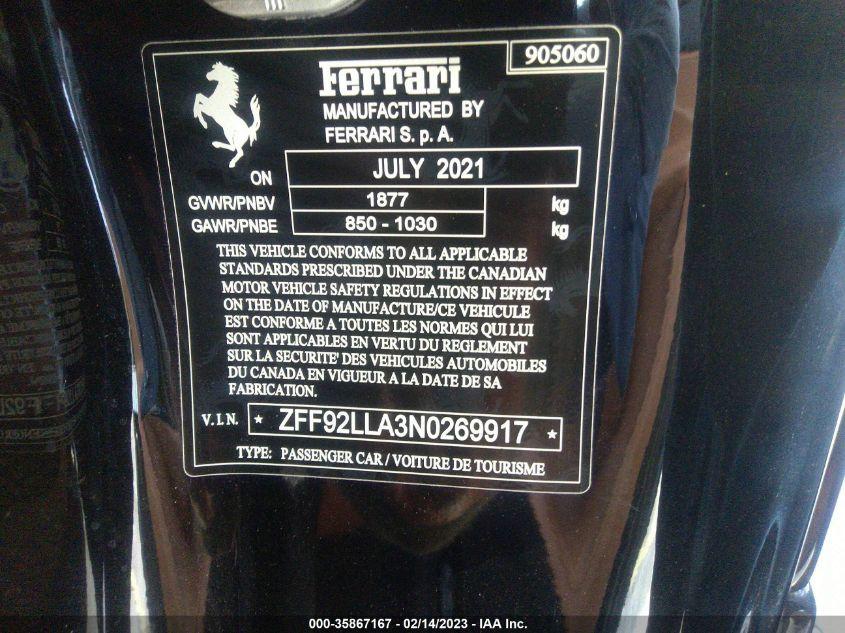 905060
Ferrari
MANUFACTURED BY
FERRARI S. p. A.
ON JULY 2021
GVWR/PNBV 1877 kg
GAWR/PNBE 850 - 1030 kg
THIS VEHICLE CONFORMS TO ALL APPLICABLE
STANDARDS PRESCRIBED UNDER THE CANADIAN
MOTOR VEHICLE SAFETY REGULATIONS IN EFFECT
ON THE DATE OF MANUFACTURE/CE VEHICULE
EST CONFORME A TOUTES LES NORMES QUI LUI
SONT APPLICABLES EN VERTU DU REGLEMENT
SUR LA SECURITE' DES VEHICULES AUTOMOBILES
DU CANADA EN VIGUEUR A LA DATE DE SA
FABRICATION.
V.I.N. * ZFF92LLA3N0269917 *
TYPE: PASSENGER CAR / VOITURE DE TOURISME
000-35867167 - 02/14/2023 - IAA Inc.